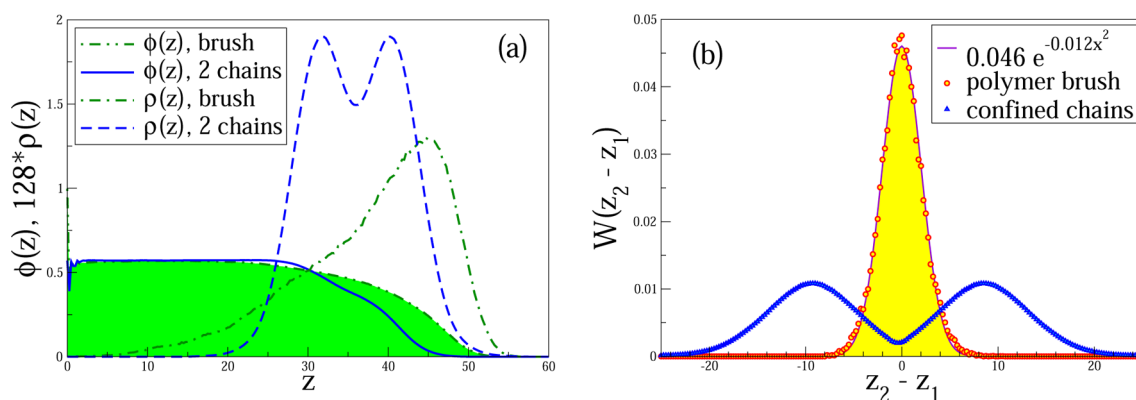 2
1.5
1
0.5
0
ϕ(z), 128*ρ(z)
ϕ(z), brush
ϕ(z), 2 chains
ρ(z), brush
ρ(z), 2 chains
(a)
0 10 20 30 40 50 60
z
0.05
0.04
0.03
0.02
0.01
0
W(z₂ - z₁)
(b)
0.046 e^-0.012x²
polymer brush
confined chains
-20 -10 0 10 20
z₂ - z₁